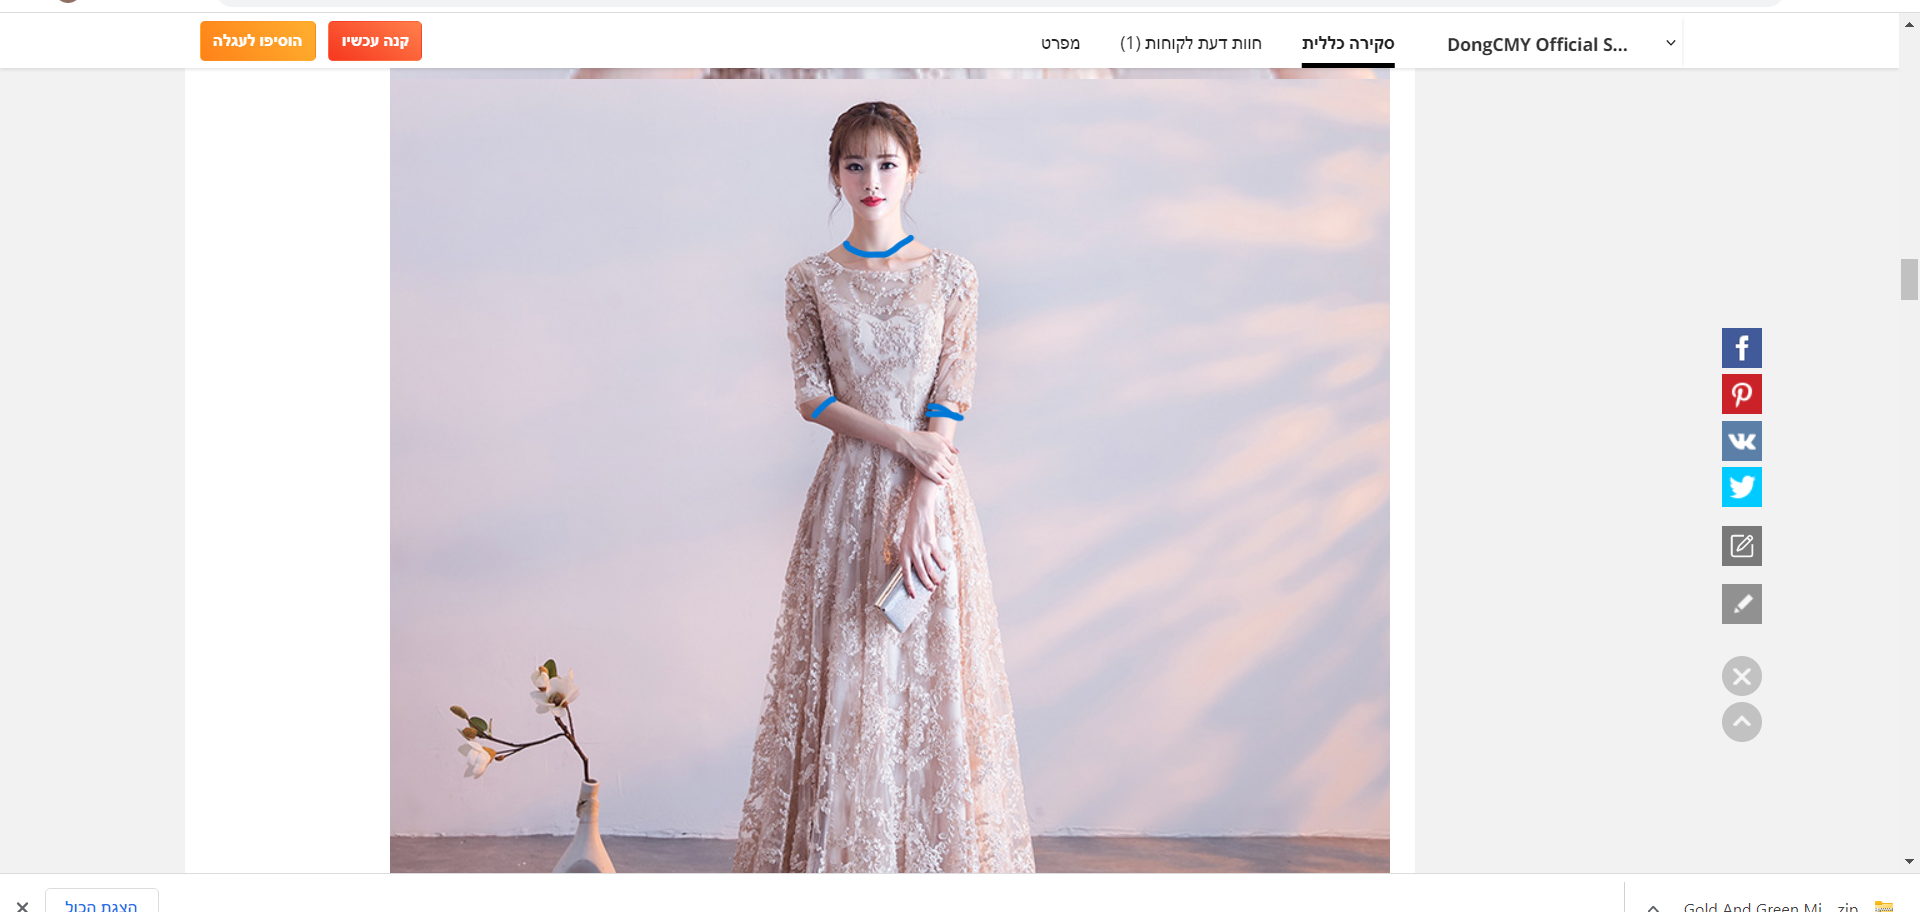 DongCMY Official S...
סקירה כללית
חוות דעת לקוחות (1)
מפרט
קנה עכשיו
הוסיפו לעגלה
הצגת הכול
Gold And Green Mi....zip